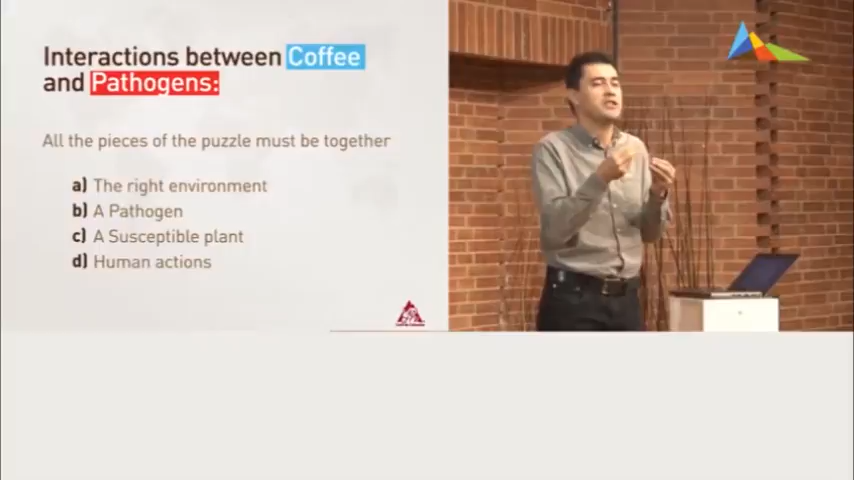 Interactions between Coffee
and Pathogens:
All the pieces of the puzzle must be together
a) The right environment
b) A Pathogen
c) A Susceptible plant
d) Human actions